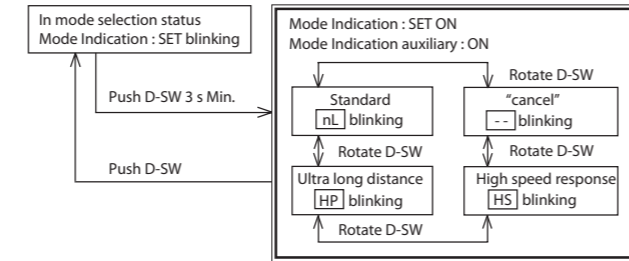 In mode selection status
Mode Indication : SET blinking
Push D-SW 3 s Min.
Push D-SW
Mode Indication : SET ON
Mode Indication auxiliary : ON
Rotate D-SW
Standard
nL blinking
“cancel”
-- blinking
Rotate D-SW
Rotate D-SW
Ultra long distance
HP blinking
High speed response
HS blinking
Rotate D-SW